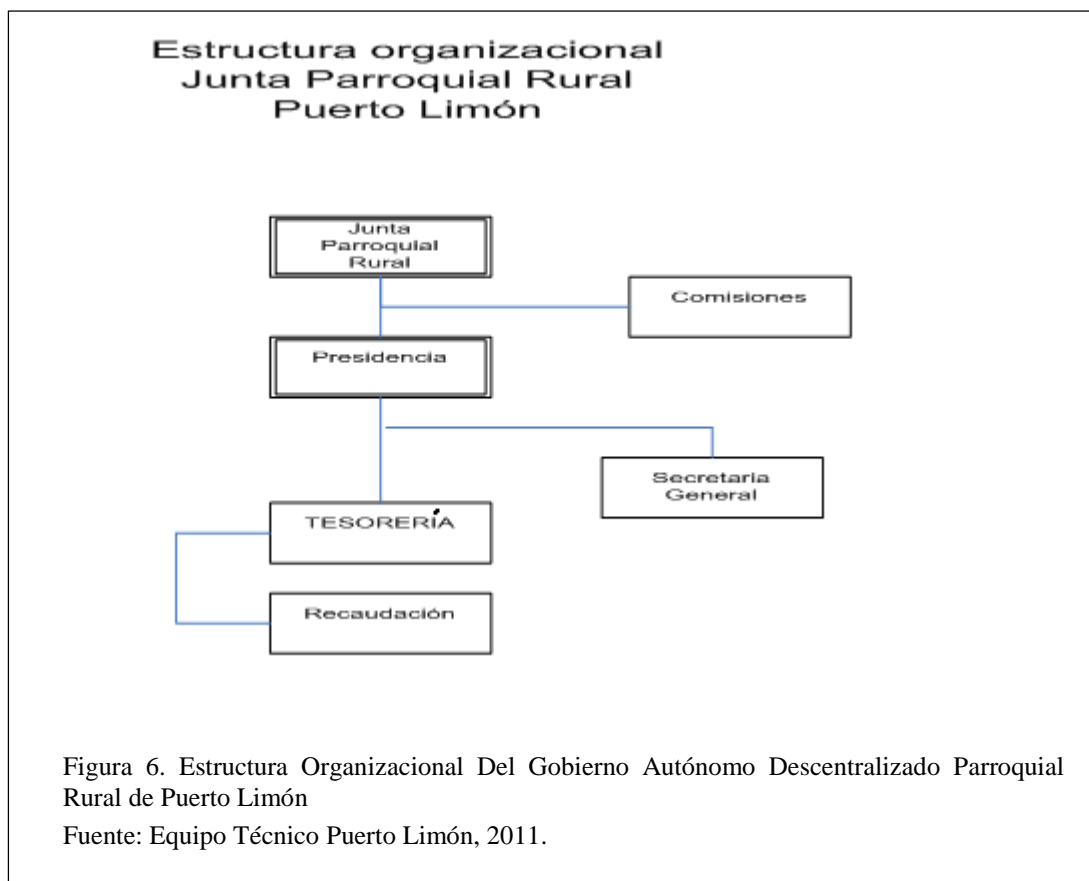 Estructura organizacional
Junta Parroquial Rural
Puerto Limón
Junta
Parroquial
Rural
Comisiones
Presidencia
Secretaria
General
TESORERÍA
Recaudación
Figura 6. Estructura Organizacional Del Gobierno Autónomo Descentralizado Parroquial
Rural de Puerto Limón
Fuente: Equipo Técnico Puerto Limón, 2011.